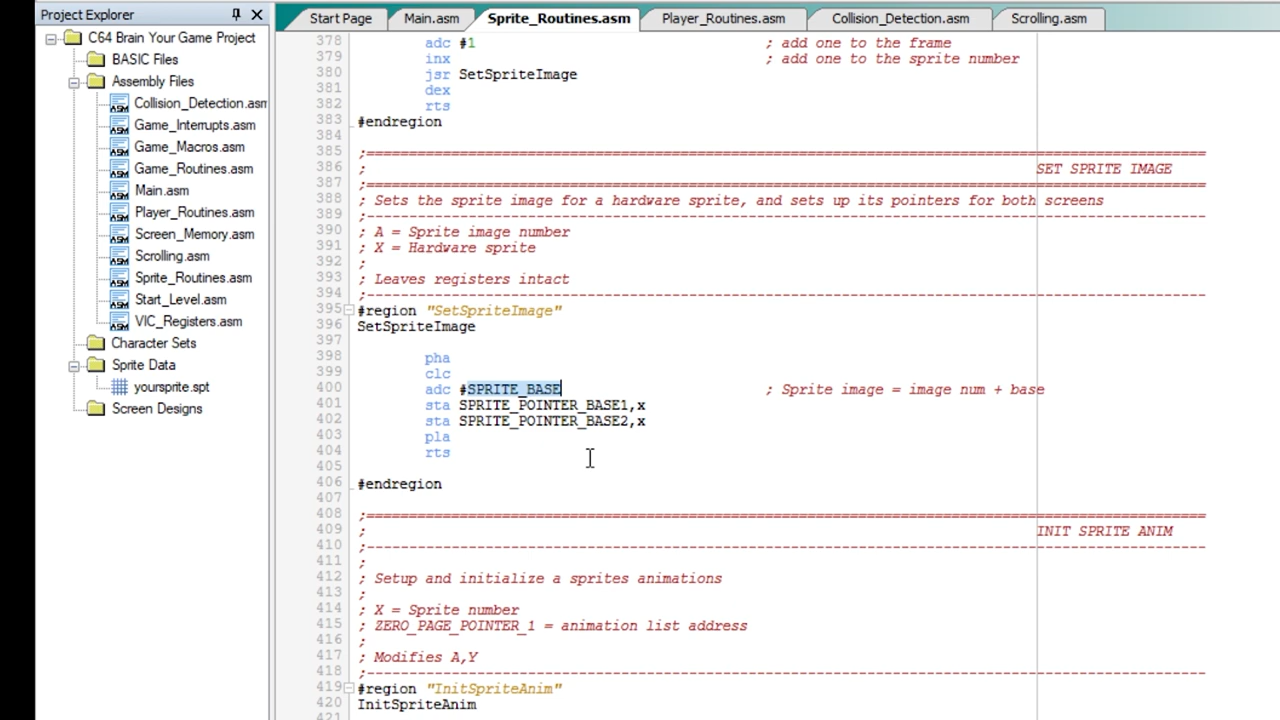 Project Explorer
C64 Brain Your Game Project
BASIC Files
Assembly Files
Collision_Detection.asm
Game_Interrupts.asm
Game_Macros.asm
Game_Routines.asm
Main.asm
Player_Routines.asm
Screen_Memory.asm
Scrolling.asm
Sprite_Routines.asm
Start_Level.asm
VIC_Registers.asm
Character Sets
Sprite Data
yoursprite.spt
Screen Designs
Start Page Main.asm Sprite_Routines.asm Player_Routines.asm Collision_Detection.asm Scrolling.asm
378 adc #1 ; add one to the frame
379 inx ; add one to the sprite number
380 jsr SetSpriteImage
381 dex
382 rts
383 #endregion
384
385 ;===============================================================================
386 ; SET SPRITE IMAGE
387 ;===============================================================================
388 ; Sets the sprite image for a hardware sprite, and sets up its pointers for both screens
389 ;-------------------------------------------------------------------------------
390 ; A = Sprite image number
391 ; X = Hardware sprite
392 ;
393 ; Leaves registers intact
394 ;-------------------------------------------------------------------------------
395 #region "SetSpriteImage"
396 SetSpriteImage
397
398 pha
399 clc
400 adc #SPRITE_BASE ; Sprite image = image num + base
401 sta SPRITE_POINTER_BASE1,x
402 sta SPRITE_POINTER_BASE2,x
403 pla
404 rts
405
406 #endregion
407
408 ;===============================================================================
409 ; INIT SPRITE ANIM
410 ;-------------------------------------------------------------------------------
411 ;
412 ; Setup and initialize a sprites animations
413 ;
414 ; X = Sprite number
415 ; ZERO_PAGE_POINTER_1 = animation list address
416 ;
417 ; Modifies A,Y
418 ;-------------------------------------------------------------------------------
419 #region "InitSpriteAnim"
420 InitSpriteAnim
421